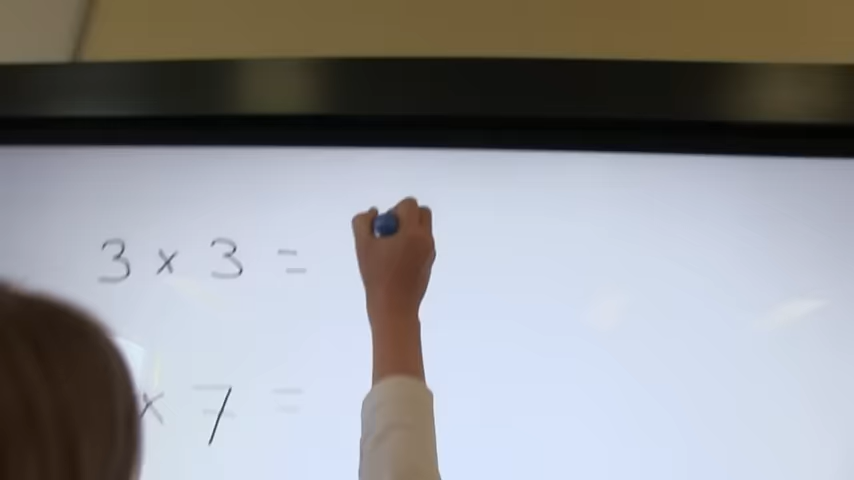 3 x 3 =
x 7 =